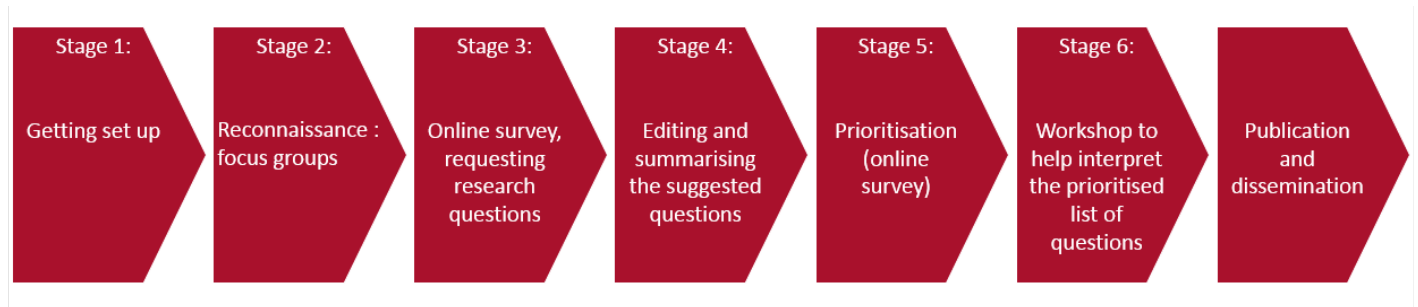 Stage 1:
Getting set up
Stage 2:
Reconnaissance :
focus groups
Stage 3:
Online survey,
requesting
research
questions
Stage 4:
Editing and
summarising
the suggested
questions
Stage 5:
Prioritisation
(online
survey)
Stage 6:
Workshop to
help interpret
the prioritised
list of
questions
Publication
and
dissemination